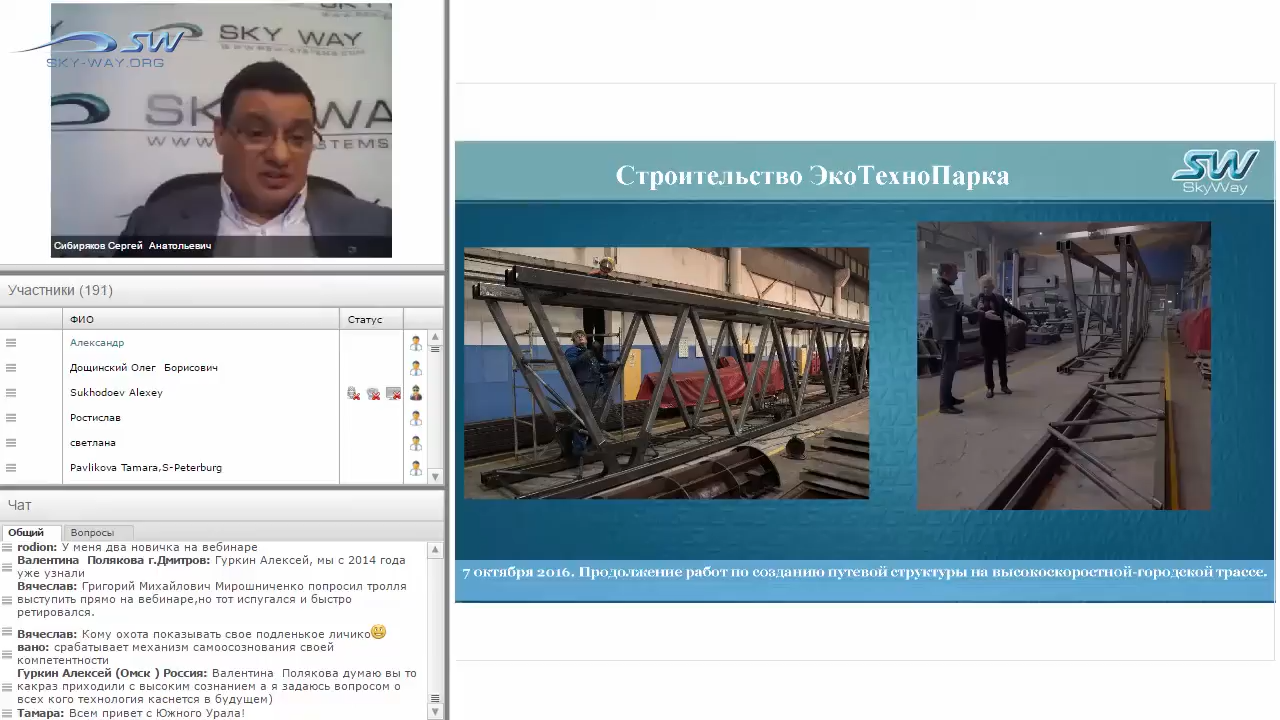 SKY WAY
SW
SKY-WAY.ORG
SK
WAY
WWW
STEMS
Сибиряков Сергей Анатольевич
Участники (191)
ФИО
Статус
Александр
Дощинский Олег Борисович
Sukhodoev Alexey
Ростислав
светлана
Pavlikova Tamara,S-Peterburg
Чат
Общий
Вопросы
rodion: У меня два новичка на вебинаре
Валентина Полякова г.Дмитров: Гуркин Алексей, мы с 2014 года
уже узнали
Вячеслав: Григорий Михайлович Мирошниченко попросил тролля
выступить прямо на вебинаре,но тот испугался и быстро
ретировался.
Вячеслав: Кому охота показывать свое подленькое личико
вано: срабатывает механизм самоосознования своей
компетентности
Гуркин Алексей (Омск ) Россия: Валентина Полякова думаю вы то
какраз приходили с высоким сознанием а я задаюсь вопросом о
всех кого технология каснется в будущем)
Тамара: Всем привет с Южного Урала!
Строительство ЭкоТехноПарка
SW
SkyWay
7 октября 2016. Продолжение работ по созданию путевой структуры на высокоскоростной-городской трассе.